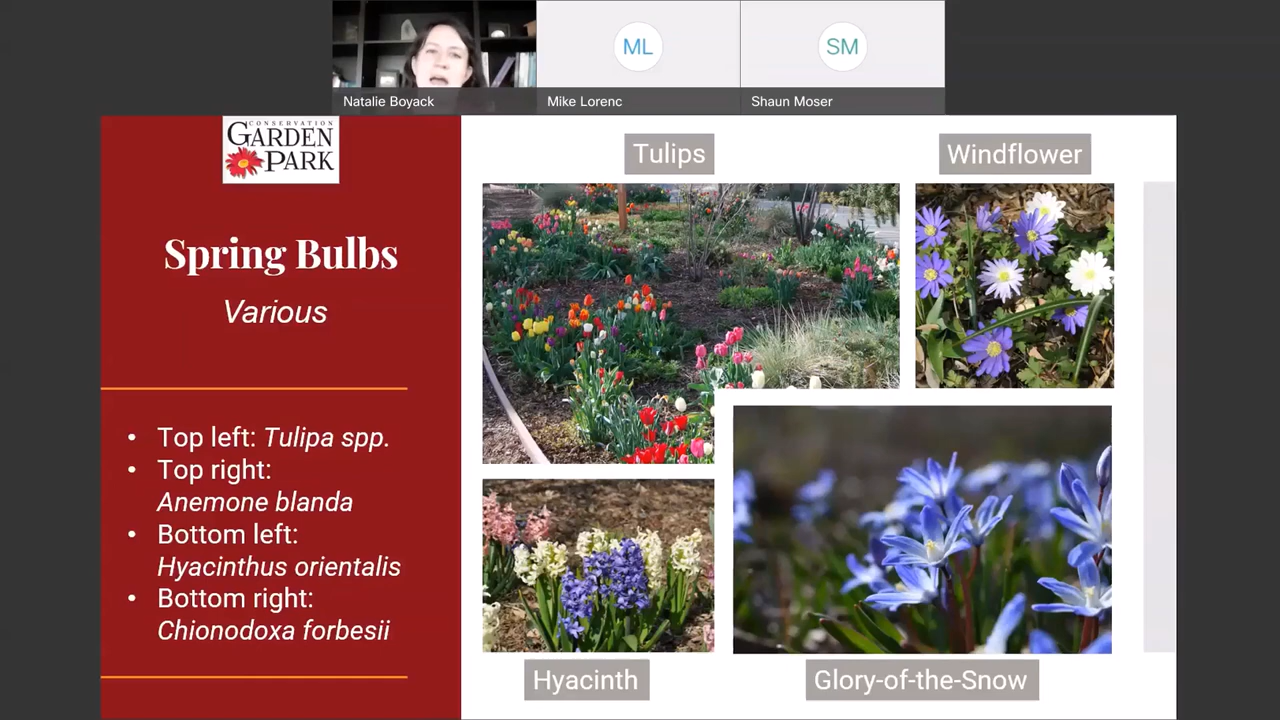 ML
SM
Natalie Boyack
Mike Lorenc
Shaun Moser
CONSERVATION
GARDEN
PARK
Spring Bulbs
Various
• Top left: Tulipa spp.
• Top right:
Anemone blanda
• Bottom left:
Hyacinthus orientalis
• Bottom right:
Chionodoxa forbesii
Tulips
Windflower
Hyacinth
Glory-of-the-Snow